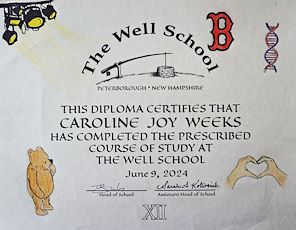 The Well School
PETERBOROUGH • NEW HAMPSHIRE
B
THIS DIPLOMA CERTIFIES THAT
CAROLINE JOY WEEKS
HAS COMPLETED THE PRESCRIBED
COURSE OF STUDY AT
THE WELL SCHOOL
June 9, 2024
Head of School Assistant Head of School
XII